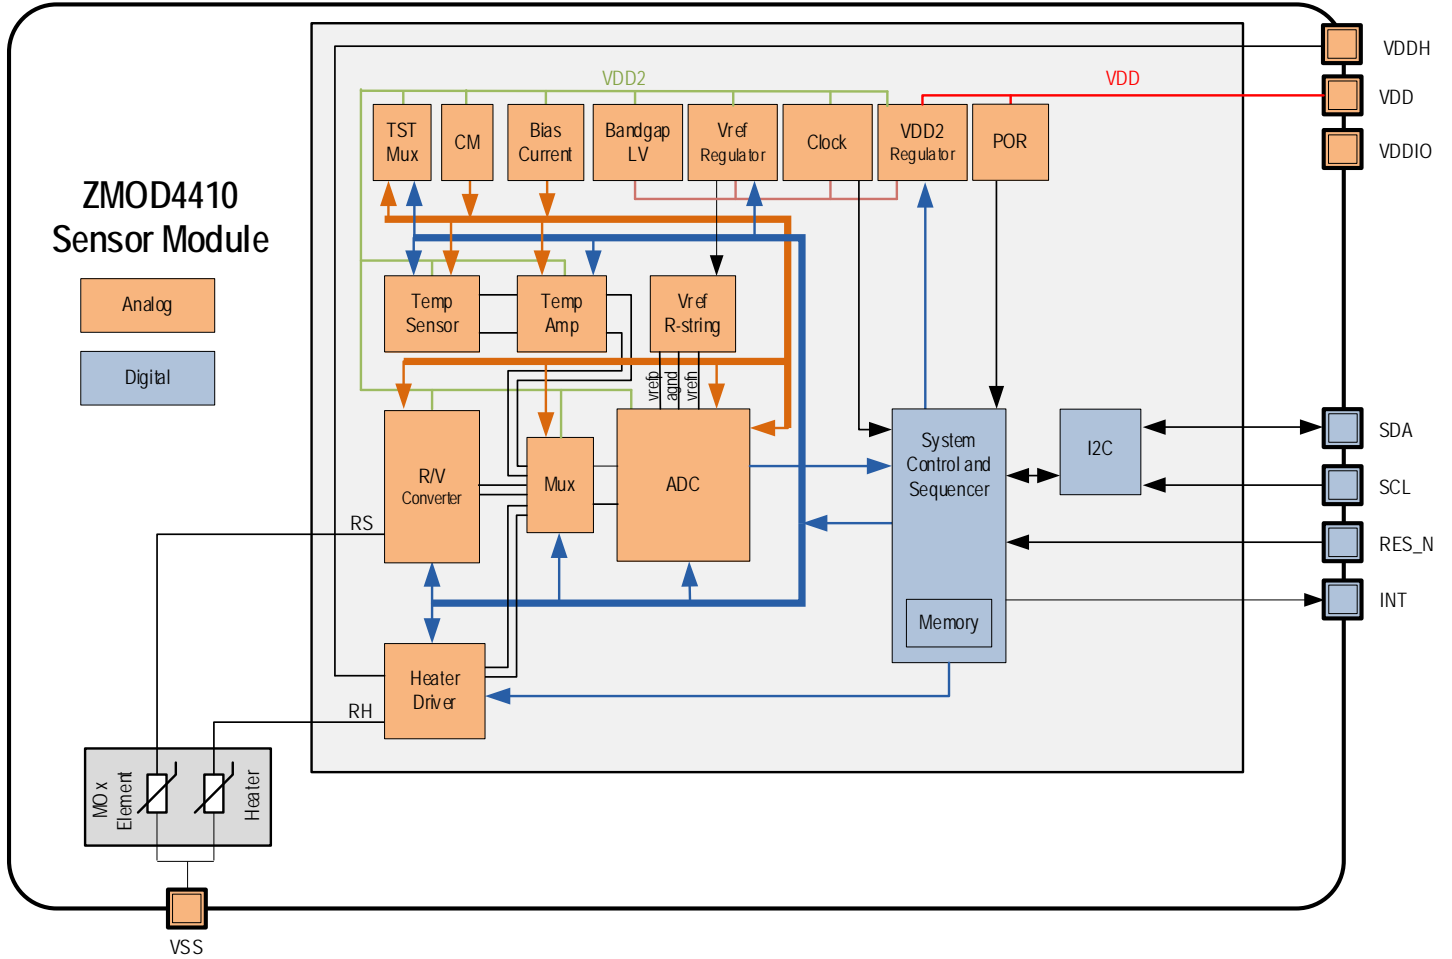 VDDH
VDD2
VDD
VDD
TST
Mux
CM
Bias
Current
Bandgap
LV
Vref
Regulator
Clock
VDD2
Regulator
POR
VDDIO
ZMOD4410
Sensor Module
Analog
Digital
Temp
Sensor
Temp
Amp
Vref
R-string
vrefp
agnd
vrefn
R/V
Converter
Mux
ADC
System
Control and
Sequencer
Memory
I2C
SDA
SCL
RES_N
INT
RS
Heater
Driver
RH
MOx
Element
Heater
VSS